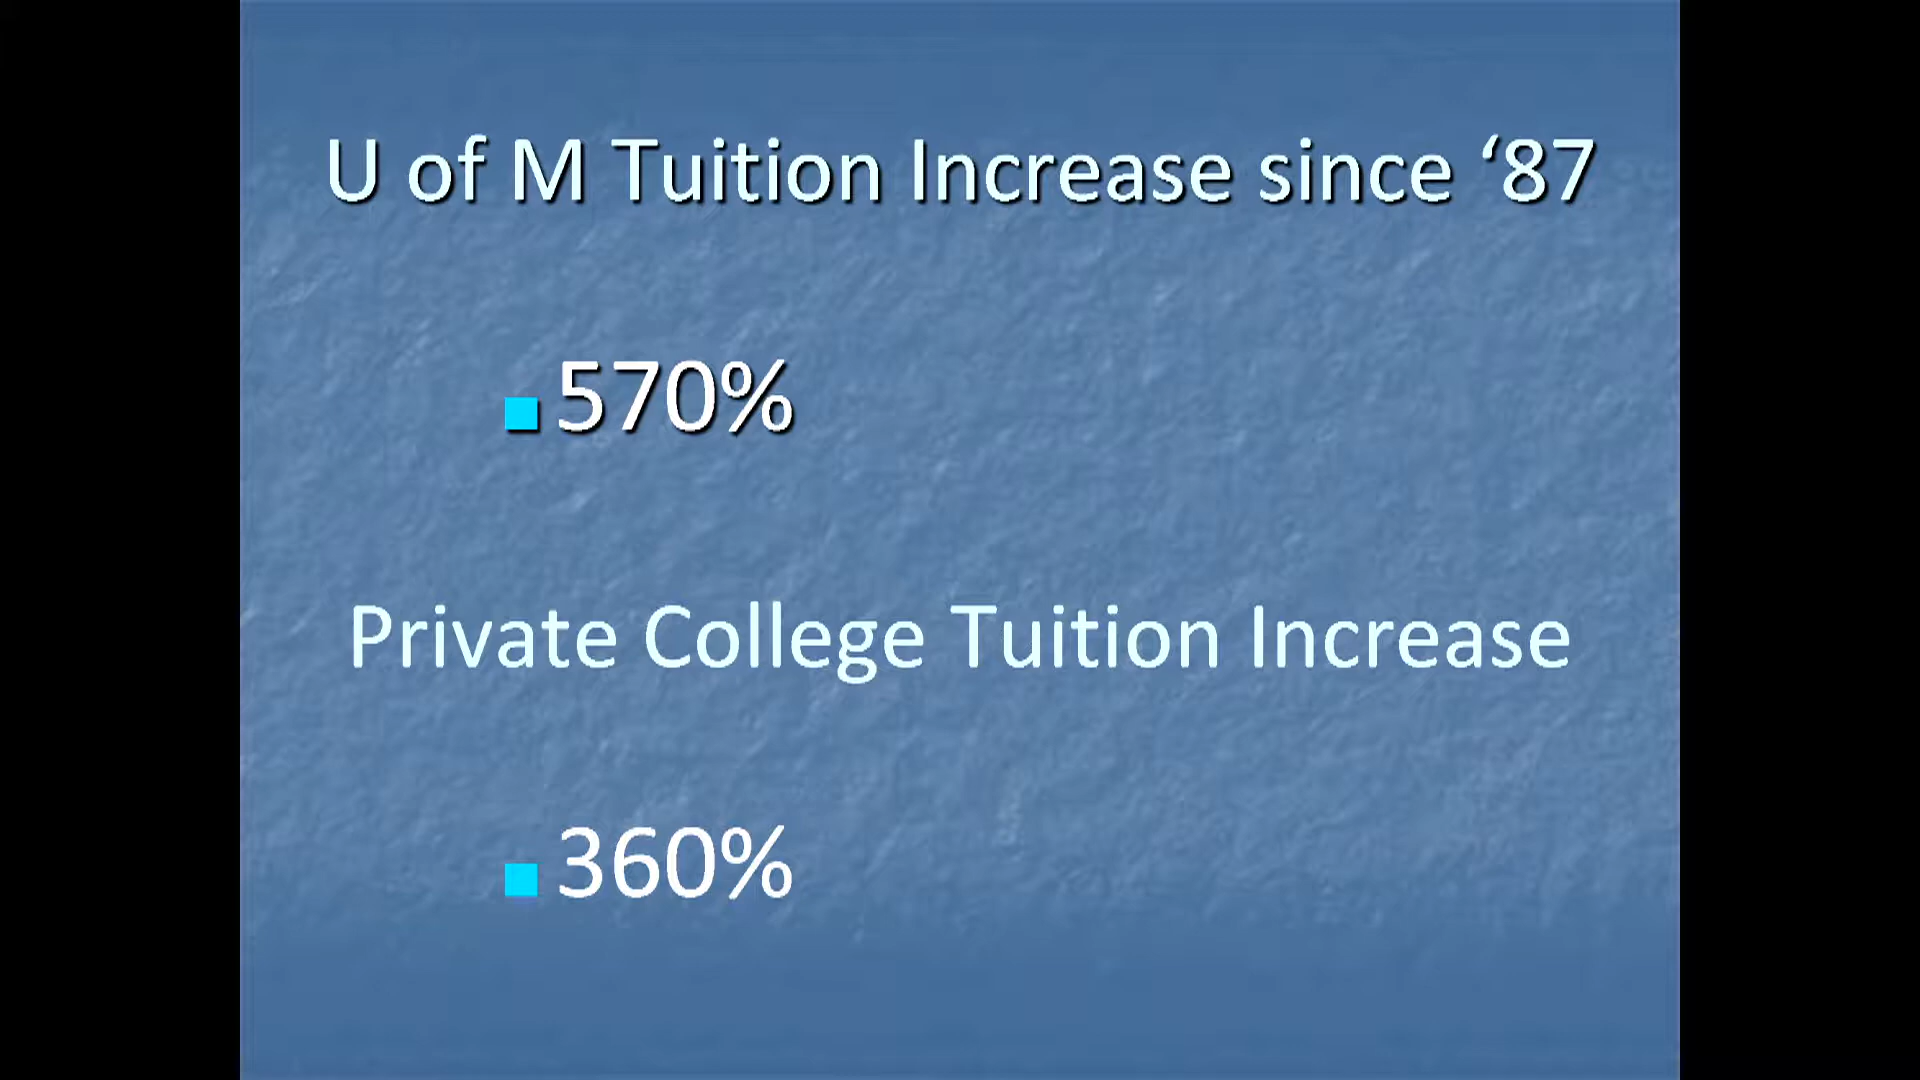 U of M Tuition Increase since ‘87
570%
Private College Tuition Increase
360%